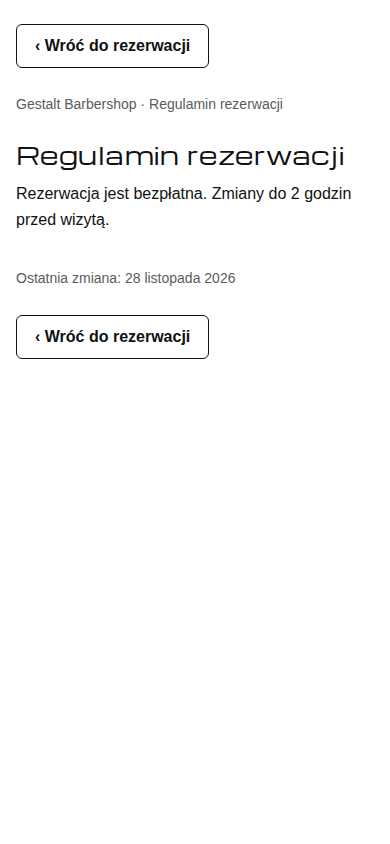 ‹ Wróć do rezerwacji
Gestalt Barbershop · Regulamin rezerwacji
Regulamin rezerwacji
Rezerwacja jest bezpłatna. Zmiany do 2 godzin
przed wizytą.
Ostatnia zmiana: 28 listopada 2026
‹ Wróć do rezerwacji